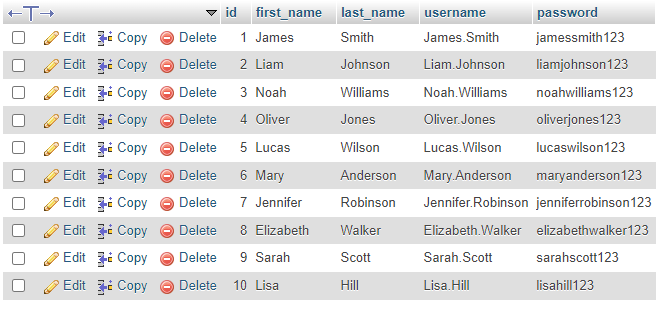 id first_name last_name username password
Edit Copy Delete 1 James Smith James.Smith jamessmith123
Edit Copy Delete 2 Liam Johnson Liam.Johnson liamjohnson123
Edit Copy Delete 3 Noah Williams Noah.Williams noahwilliams123
Edit Copy Delete 4 Oliver Jones Oliver.Jones oliverjones123
Edit Copy Delete 5 Lucas Wilson Lucas.Wilson lucaswilson123
Edit Copy Delete 6 Mary Anderson Mary.Anderson maryanderson123
Edit Copy Delete 7 Jennifer Robinson Jennifer.Robinson jenniferrobinson123
Edit Copy Delete 8 Elizabeth Walker Elizabeth.Walker elizabethwalker123
Edit Copy Delete 9 Sarah Scott Sarah.Scott sarahscott123
Edit Copy Delete 10 Lisa Hill Lisa.Hill lisahill123